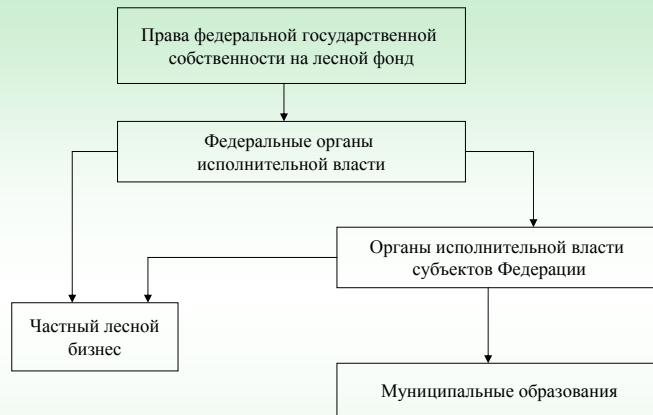 Права федеральной государственной
собственности на лесной фонд
Федеральные органы
исполнительной власти
Органы исполнительной власти
субъектов Федерации
Частный лесной
бизнес
Муниципальные образования